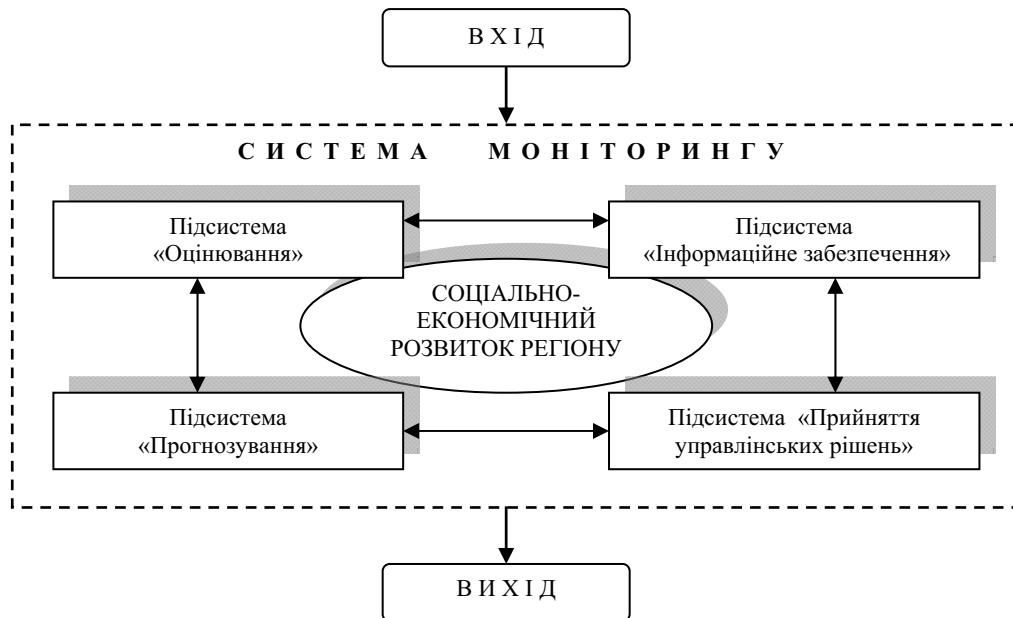 В Х І Д
С И С Т Е М А М О Н І Т О Р И Н Г У
Підсистема
«Оцінювання»
Підсистема
«Інформаційне забезпечення»
СОЦІАЛЬНО-
ЕКОНОМІЧНИЙ
РОЗВИТОК РЕГІОНУ
Підсистема
«Прогнозування»
Підсистема «Прийняття
управлінських рішень»
В И Х І Д